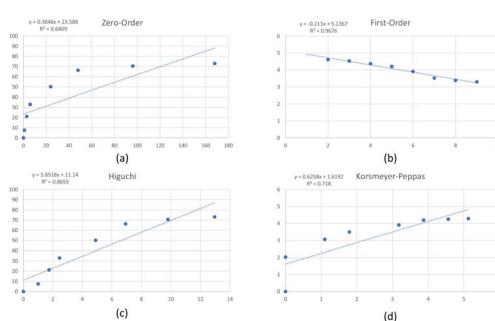 y = 0.3848x + 23.588
R² = 0.6409
Zero-Order
100
90
80
70
60
50
40
30
20
10
0
0 20 40 60 80 100 120 140 160 180
(a)
y = -0.211x + 5.1367
R² = 0.9676
First-Order
6
5
4
3
2
1
0
0 2 4 6 8
(b)
y = 5.8518x + 11.14
R² = 0.8655
Higuchi
100
90
80
70
60
50
40
30
20
10
0
0 2 4 6 8 10 12 14
(c)
y = 0.6258x + 1.6192
R² = 0.718
Korsmeyer-Peppas
6
5
4
3
2
1
0
0 1 2 3 4 5
(d)